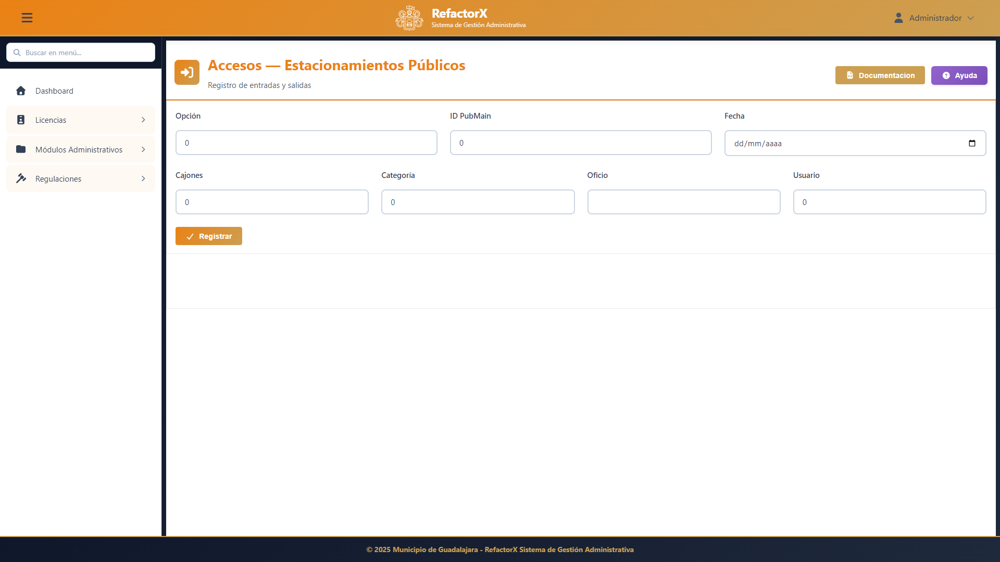 RefactorX
Sistema de Gestión Administrativa
Administrador
Buscar en menú...
Dashboard
Licencias
Módulos Administrativos
Regulaciones
Accesos — Estacionamientos Públicos
Registro de entradas y salidas
Documentacion
Ayuda
Opción
ID PubMain
Fecha
0
0
dd/mm/aaaa
Cajones
Categoría
Oficio
Usuario
0
0
0
Registrar
© 2025 Municipio de Guadalajara - RefactorX Sistema de Gestión Administrativa